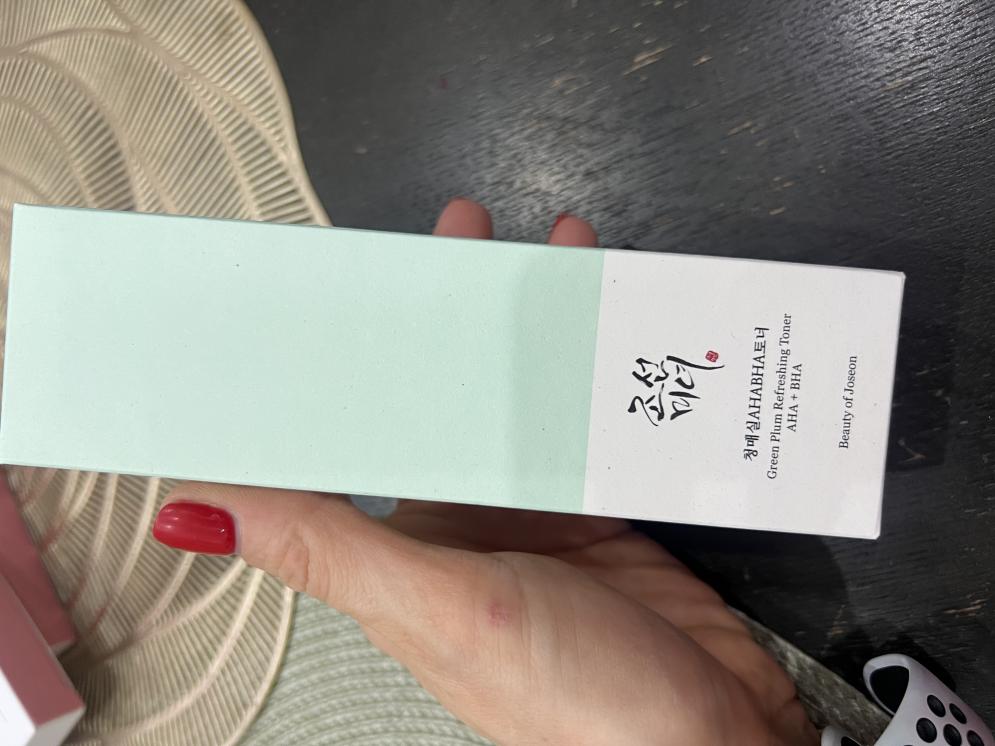 조선
미녀
청매실AHABHA토너
Green Plum Refreshing Toner
AHA + BHA
Beauty of Joseon